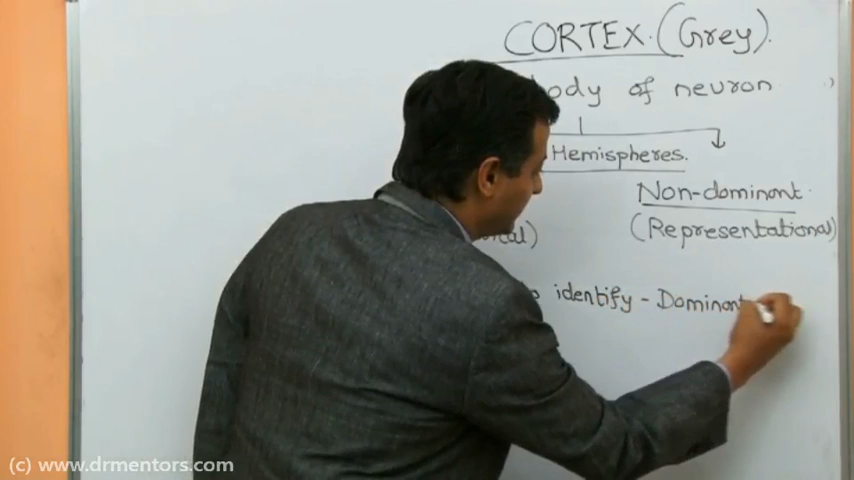 CORTEX. (Grey).
body of neuron
Hemispheres.
Non-dominant
(Representational)
identify - Dominant
(c) www.drmentors.com